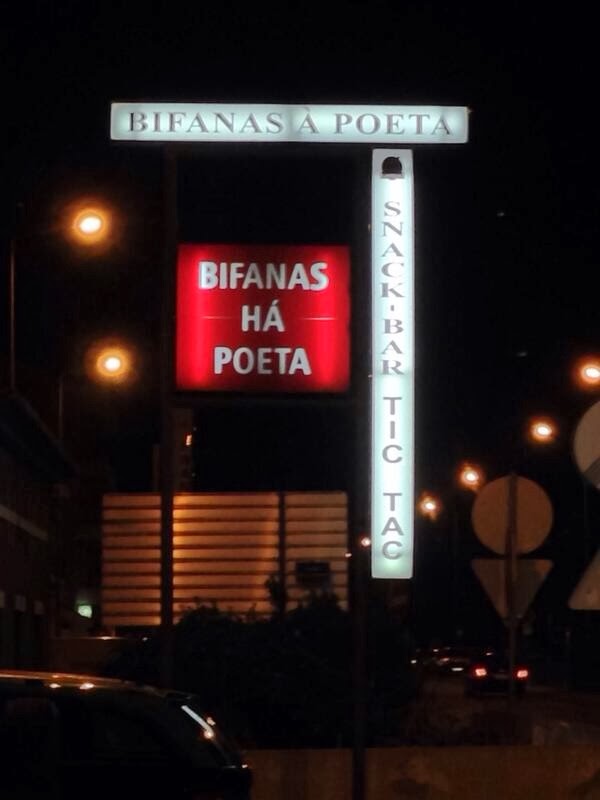 BIFANAS À POETA
BIFANAS
HÁ
POETA
SNACK-BAR TIC TAC